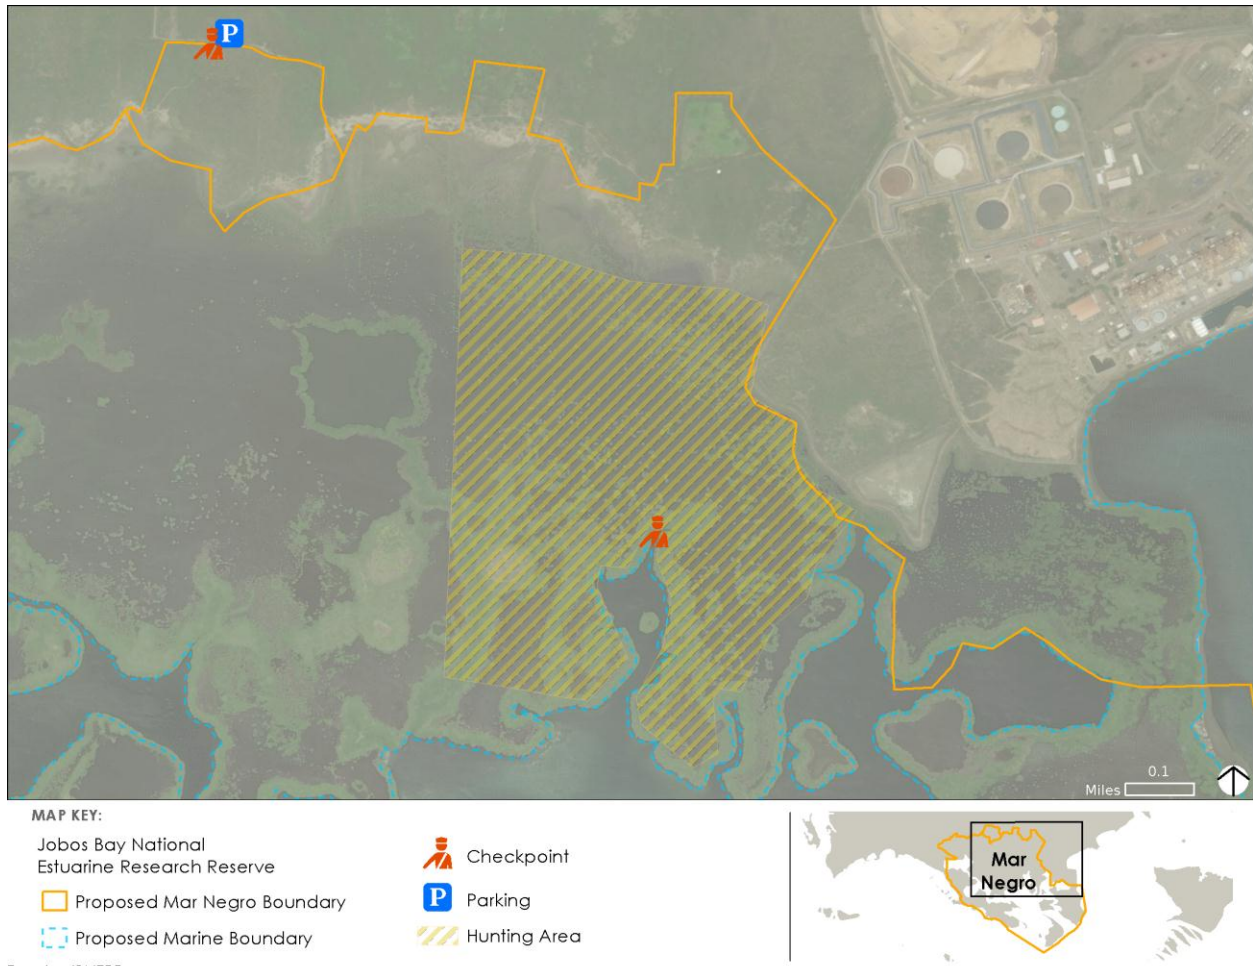 P
0.1
Miles
MAP KEY:
Jobos Bay National
Estuarine Research Reserve
Proposed Mar Negro Boundary
Proposed Marine Boundary
Checkpoint
P Parking
Hunting Area
Mar
Negro